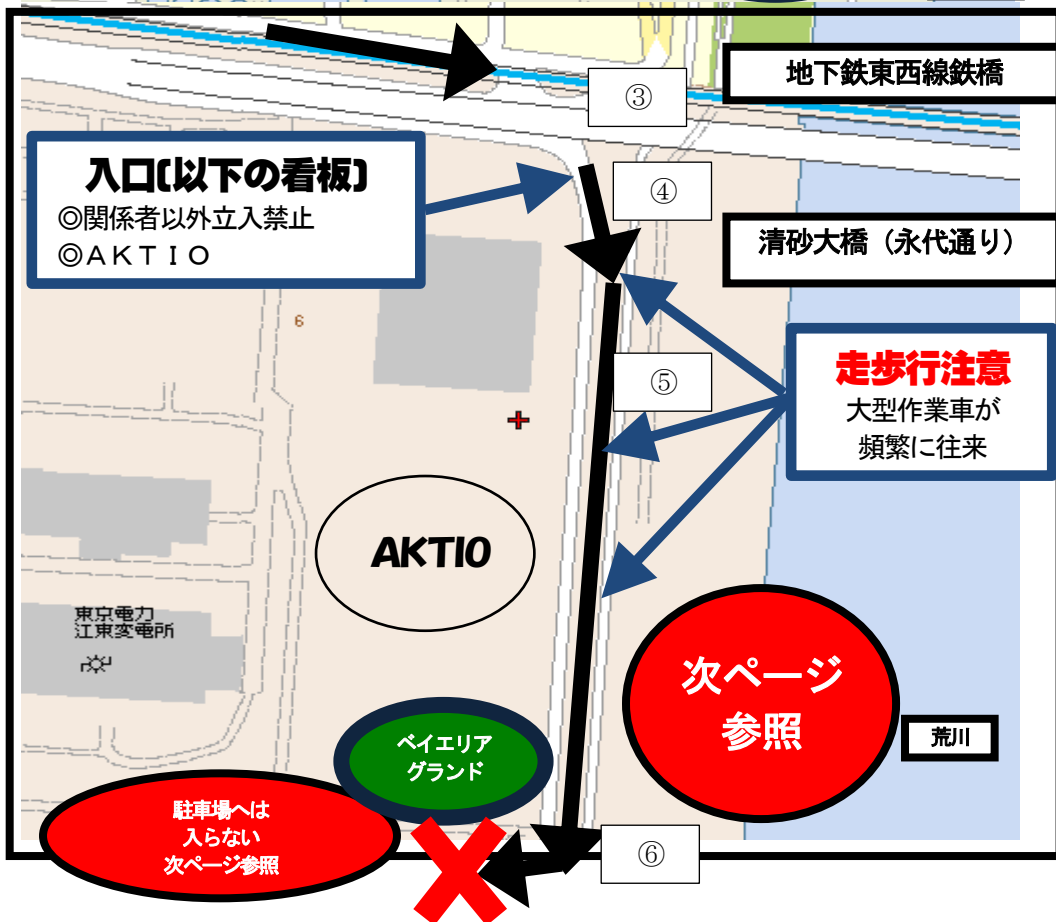 地下鉄東西線鉄橋
③
入口(以下の看板)
◎関係者以外立入禁止
◎AKTIO
④
清砂大橋（永代通り）
6
⑤
走歩行注意
大型作業車が
頻繁に往来
AKTIO
東京電力
江東変電所
次ページ
参照
荒川
ベイエリア
グランド
駐車場へは
入らない
次ページ参照
⑥